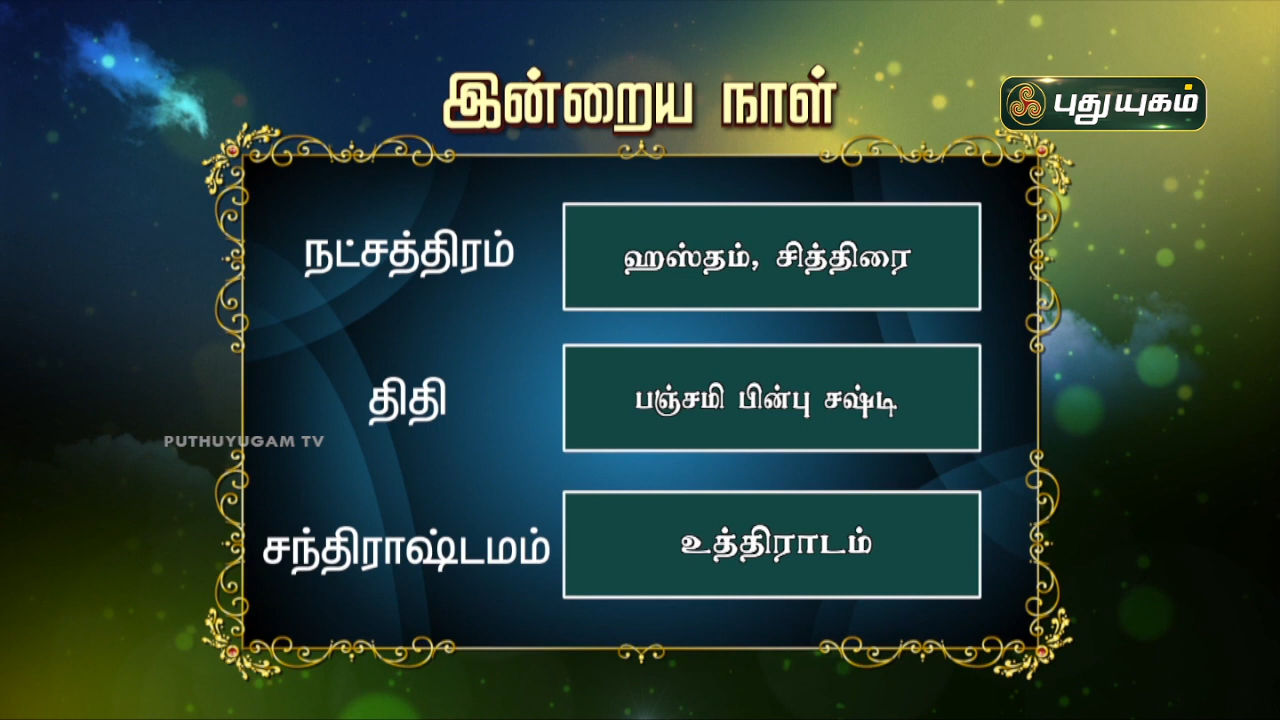 இன்றைய நாள்
புதுயுகம்
நட்சத்திரம்
ஹஸ்தம், சித்திரை
திதி
பஞ்சமி பின்பு சஷ்டி
PUTHUYUGAM TV
சந்திராஷ்டமம்
உத்திராடம்